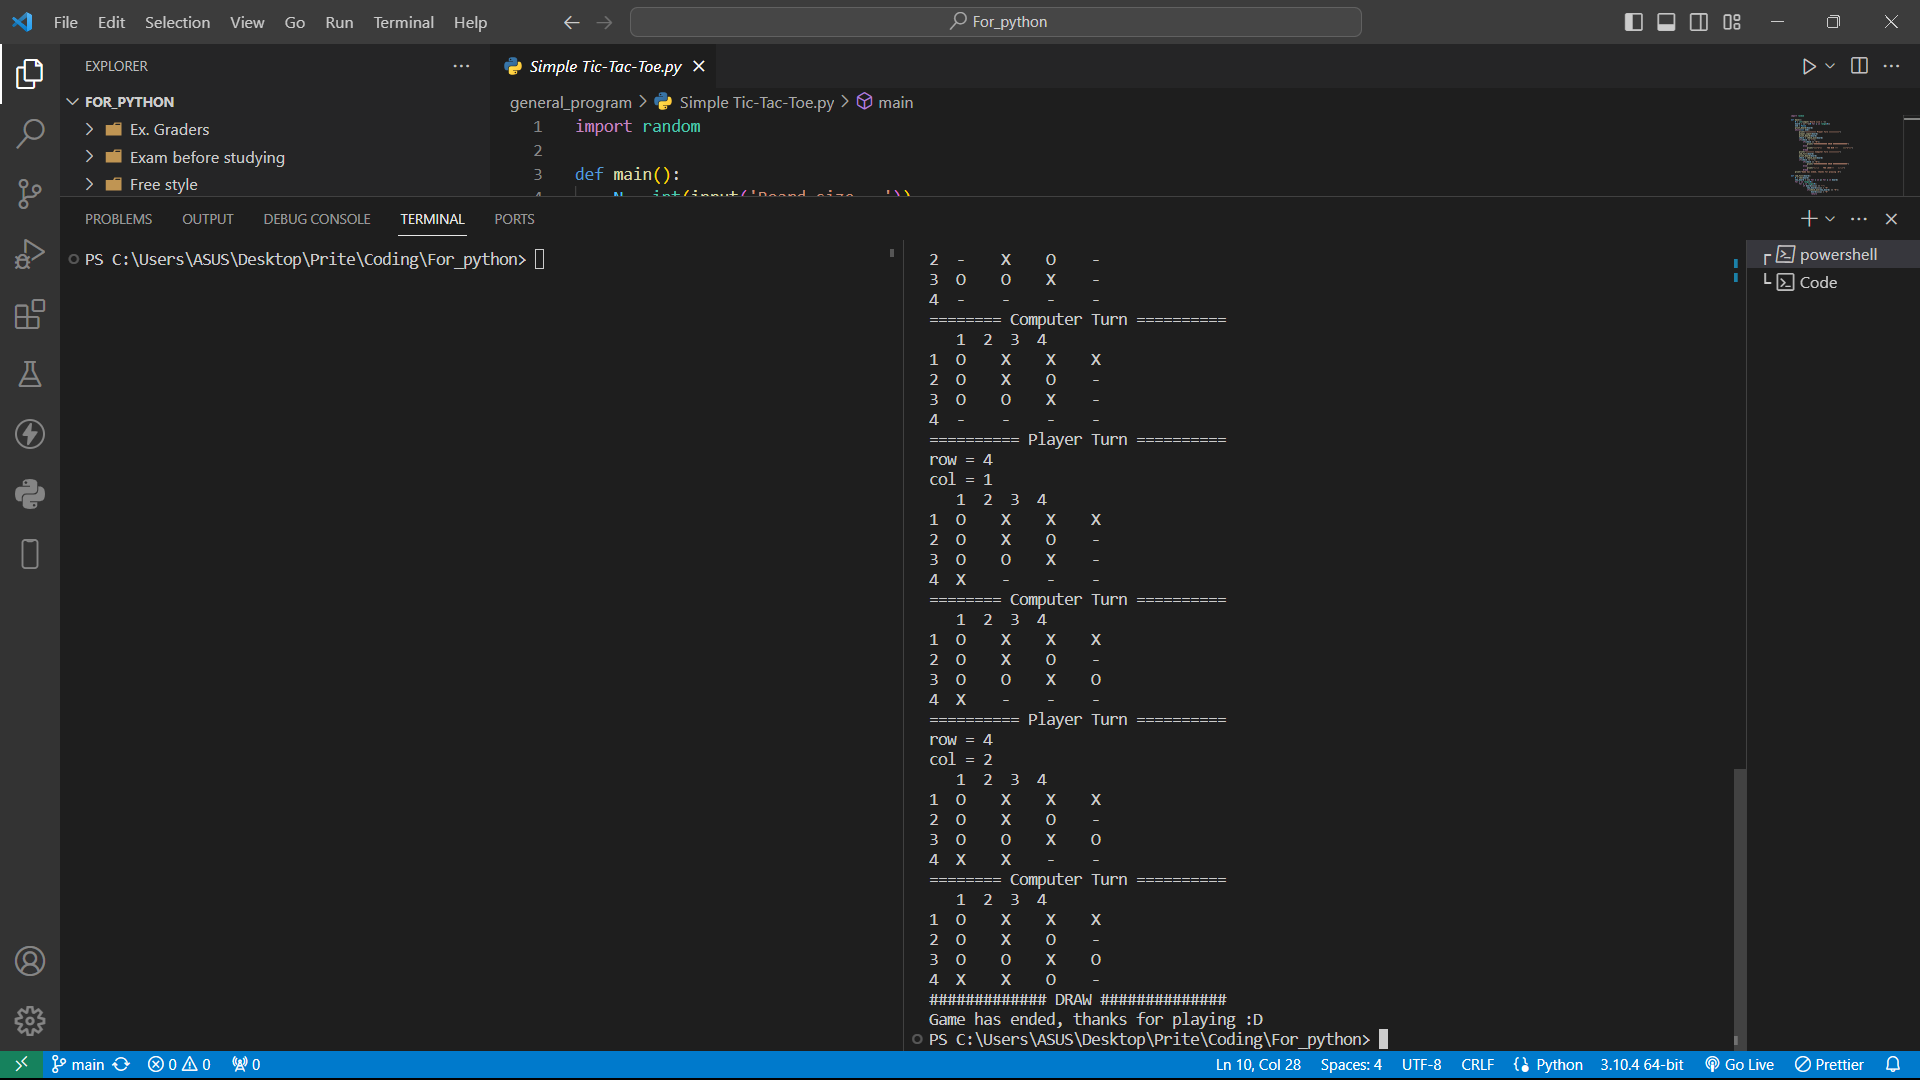 File Edit Selection View Go Run Terminal Help For_python
EXPLORER
FOR_PYTHON
Ex. Graders
Exam before studying
Free style
Simple Tic-Tac-Toe.py
general_program Simple Tic-Tac-Toe.py main
1 import random
2
3 def main():
PROBLEMS OUTPUT DEBUG CONSOLE TERMINAL PORTS
PS C:\Users\ASUS\Desktop\Prite\Coding\For_python>
2 - X O -
3 O O X -
4 - - - -
======== Computer Turn ==========
1 2 3 4
1 O X X X
2 O X O -
3 O O X -
4 - - - -
========== Player Turn ==========
row = 4
col = 1
1 2 3 4
1 O X X X
2 O X O -
3 O O X -
4 X - - -
======== Computer Turn ==========
1 2 3 4
1 O X X X
2 O X O -
3 O O X O
4 X - - -
========== Player Turn ==========
row = 4
col = 2
1 2 3 4
1 O X X X
2 O X O -
3 O O X O
4 X X - -
======== Computer Turn ==========
1 2 3 4
1 O X X X
2 O X O -
3 O O X O
4 X X O -
############# DRAW ##############
Game has ended, thanks for playing :D
PS C:\Users\ASUS\Desktop\Prite\Coding\For_python>
powershell
Code
main 0 0 0 Ln 10, Col 28 Spaces: 4 UTF-8 CRLF Python 3.10.4 64-bit Go Live Prettier